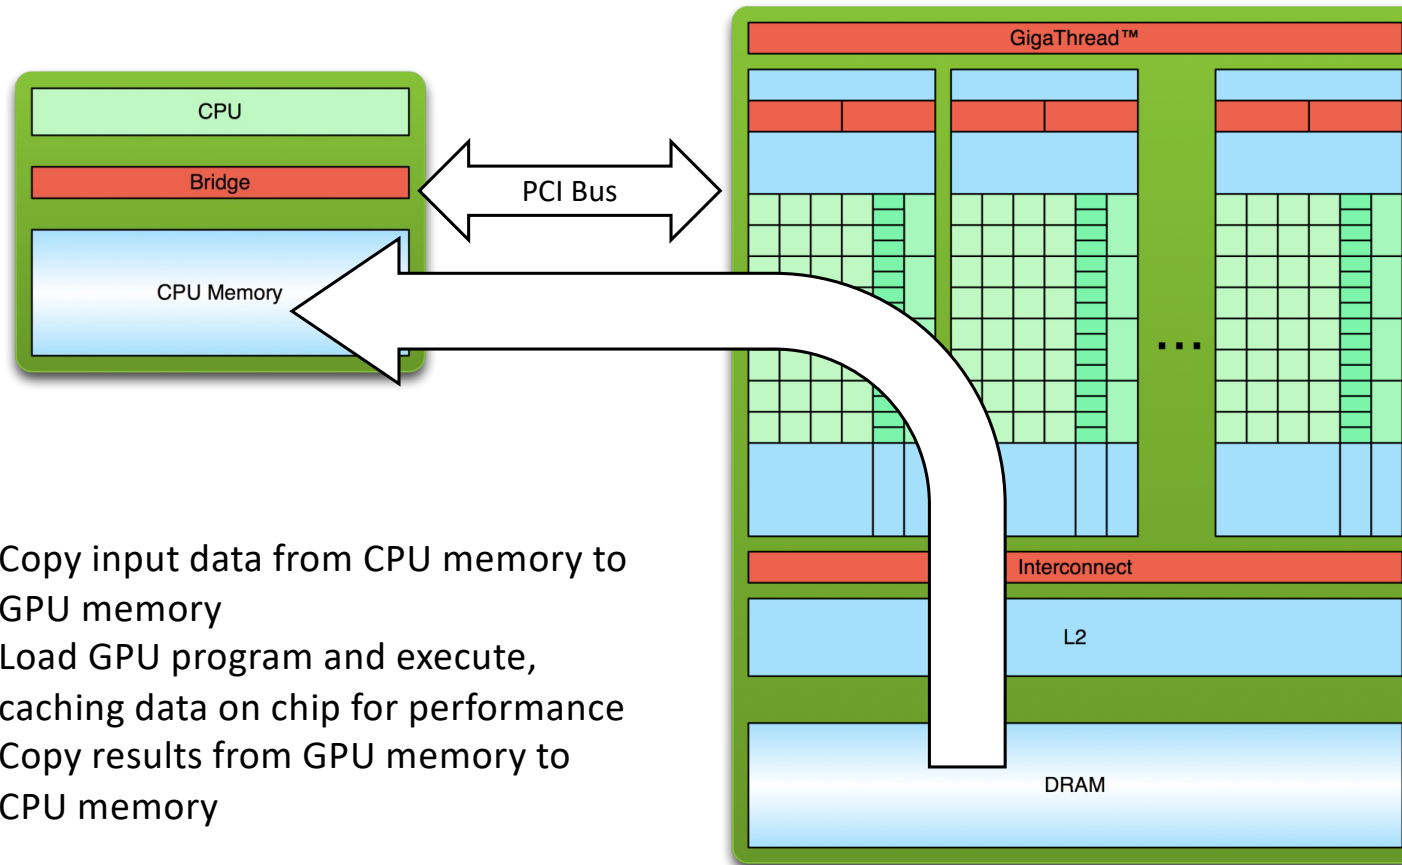 GigaThread™
CPU
Bridge
PCI Bus
CPU Memory
...
Copy input data from CPU memory to
GPU memory
Load GPU program and execute,
caching data on chip for performance
Copy results from GPU memory to
CPU memory
Interconnect
L2
DRAM